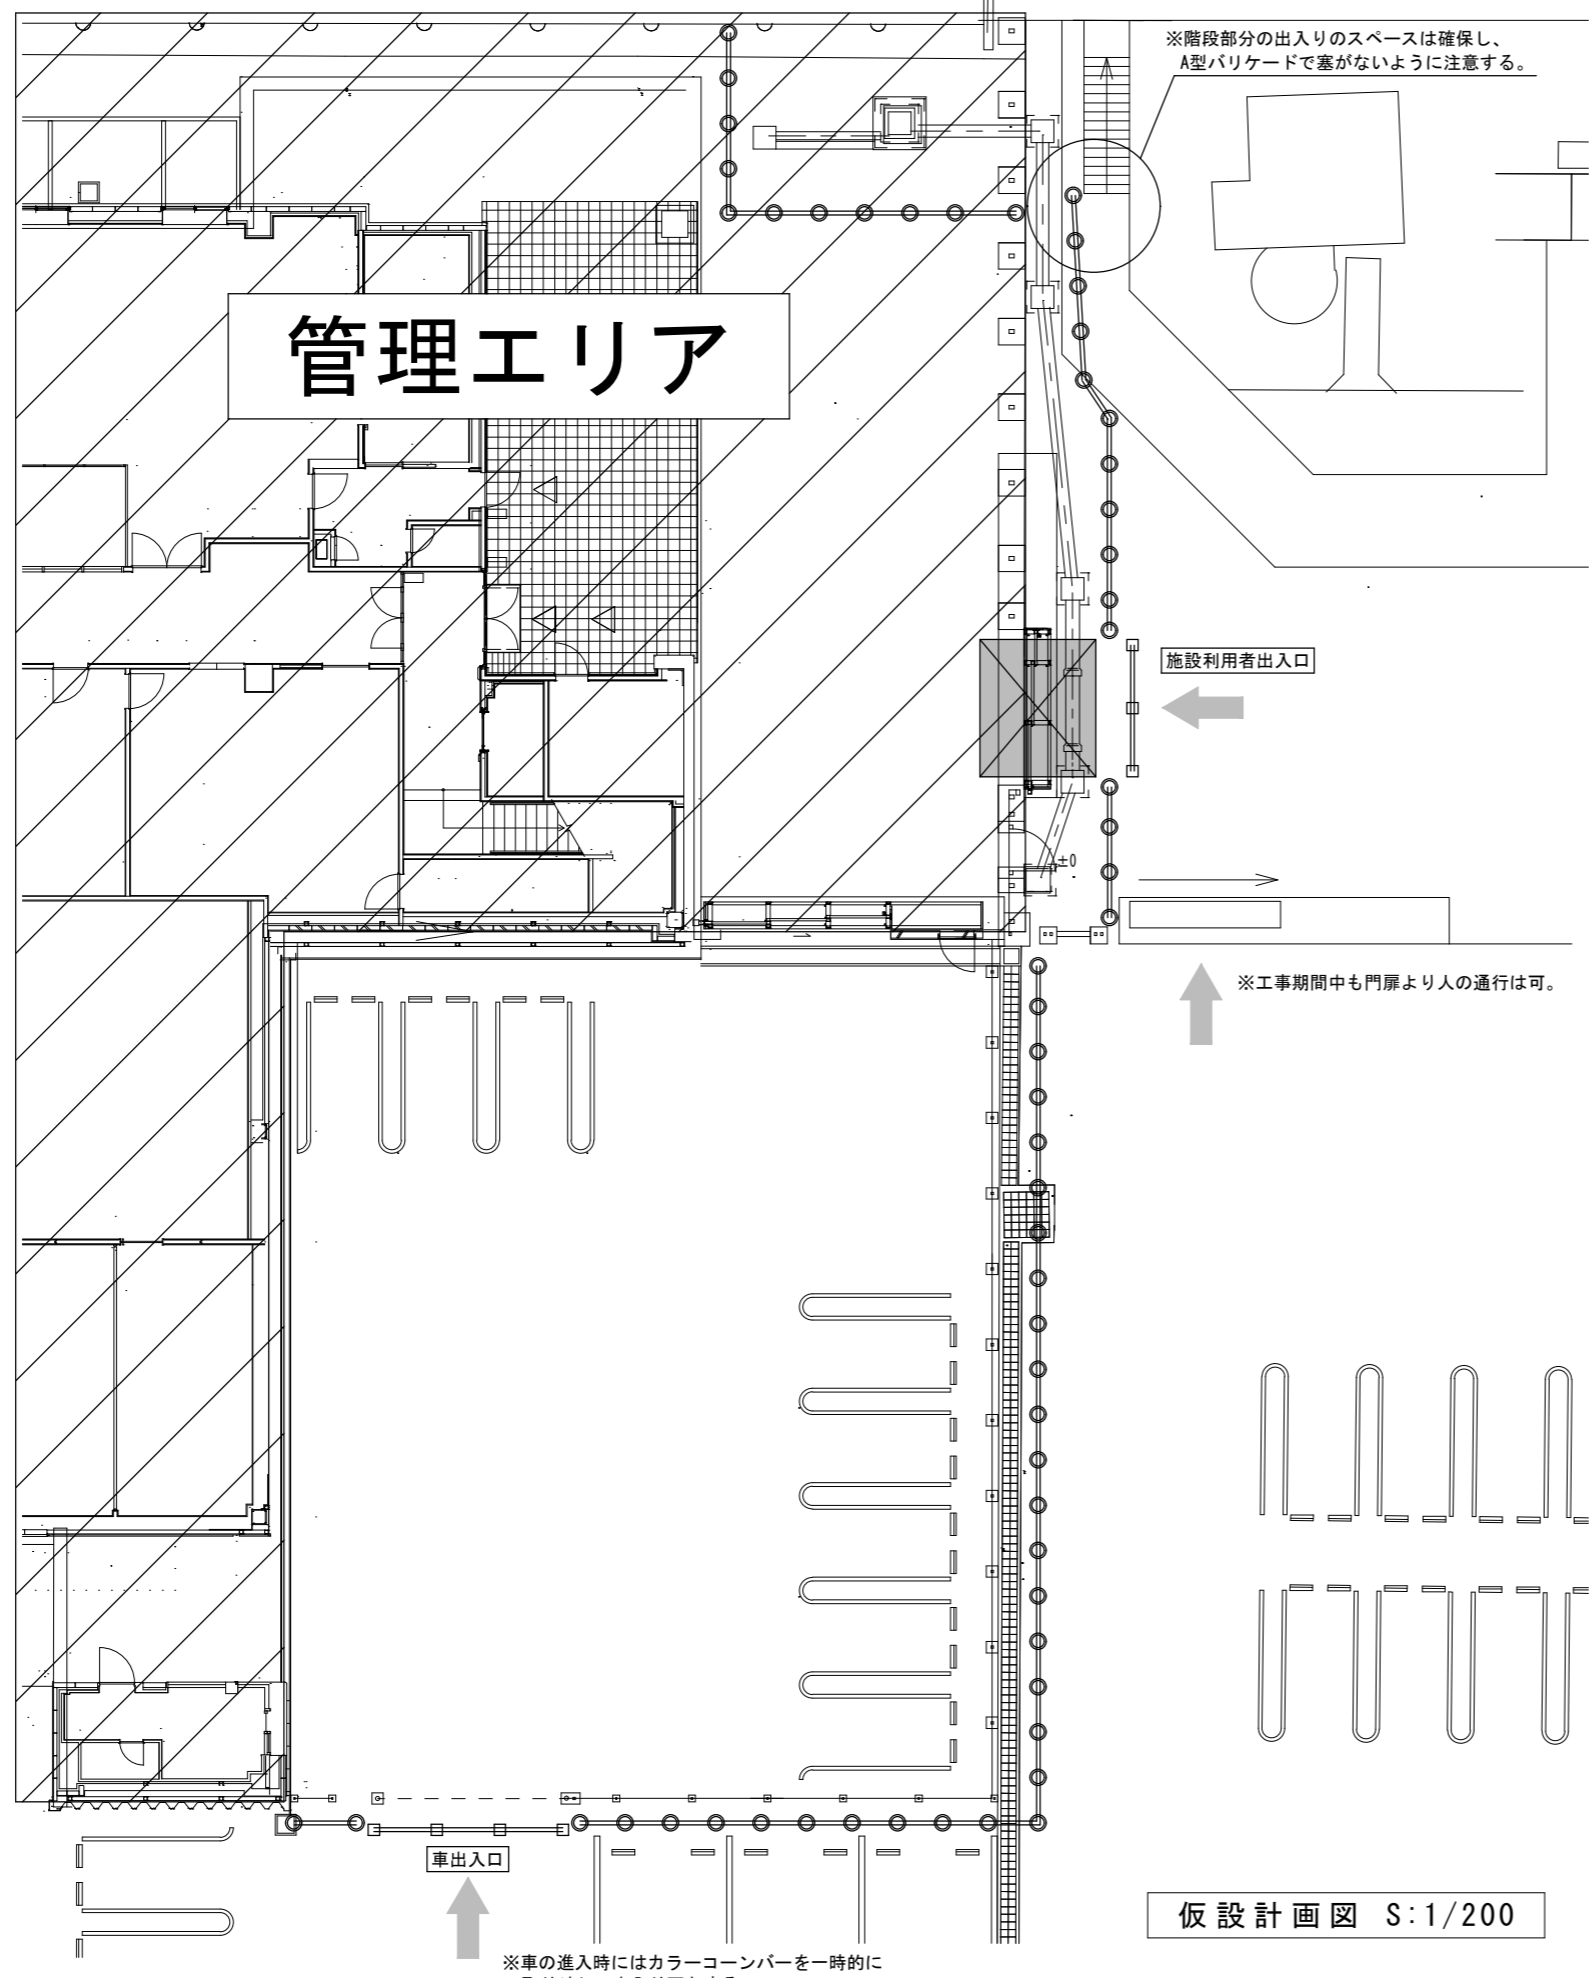 ※階段部分の出入りのスペースは確保し、
A型バリケードで塞がないように注意する。
管理エリア
施設利用者出入口
±0
※工事期間中も門扉より人の通行は可。
車出入口
仮設計画図 S:1/200
※車の進入時にはカラーコーンバーを一時的に